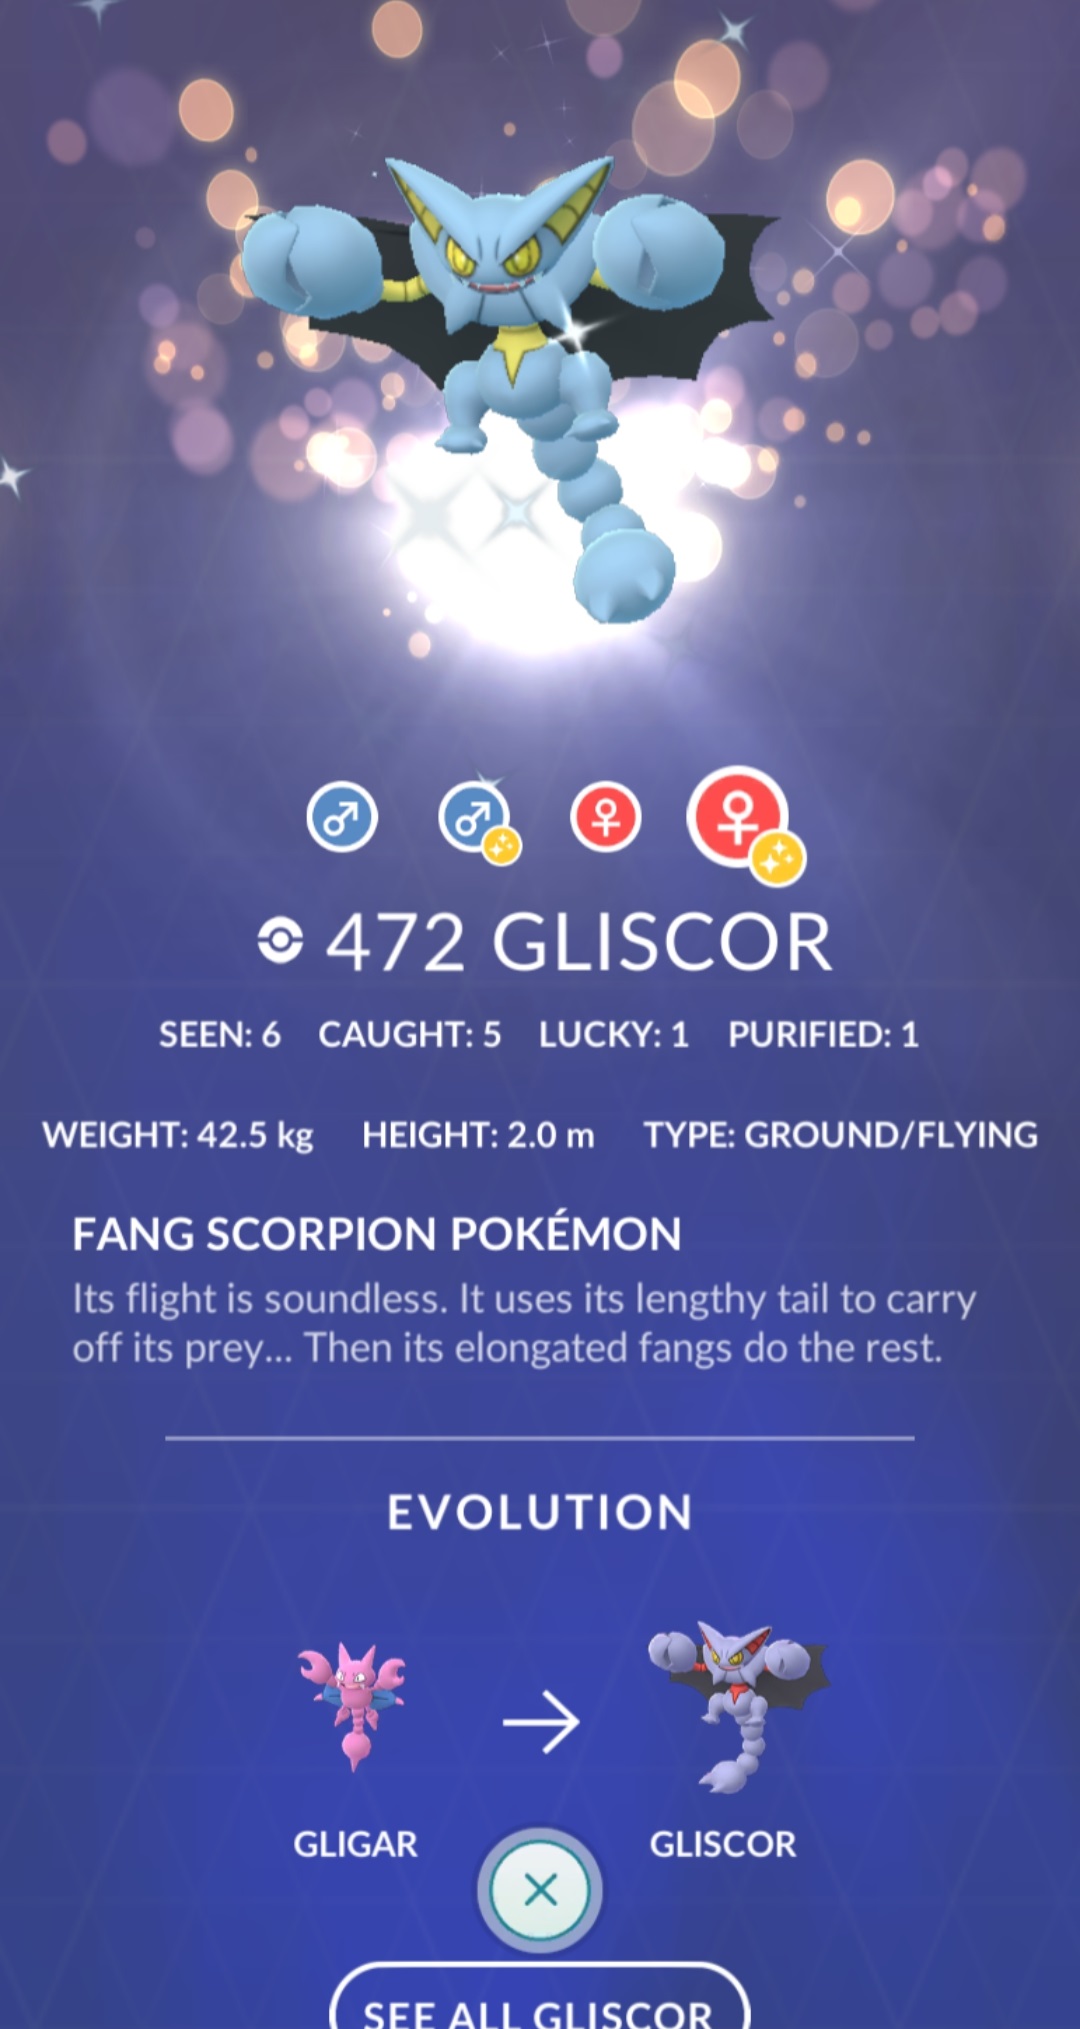 472 GLISCOR
SEEN: 6 CAUGHT: 5 LUCKY: 1 PURIFIED: 1
WEIGHT: 42.5 kg HEIGHT: 2.0 m TYPE: GROUND/FLYING
FANG SCORPION POKÉMON
Its flight is soundless. It uses its lengthy tail to carry
off its prey... Then its elongated fangs do the rest.
EVOLUTION
GLIGAR GLISCOR
SEE ALL GLISCOR